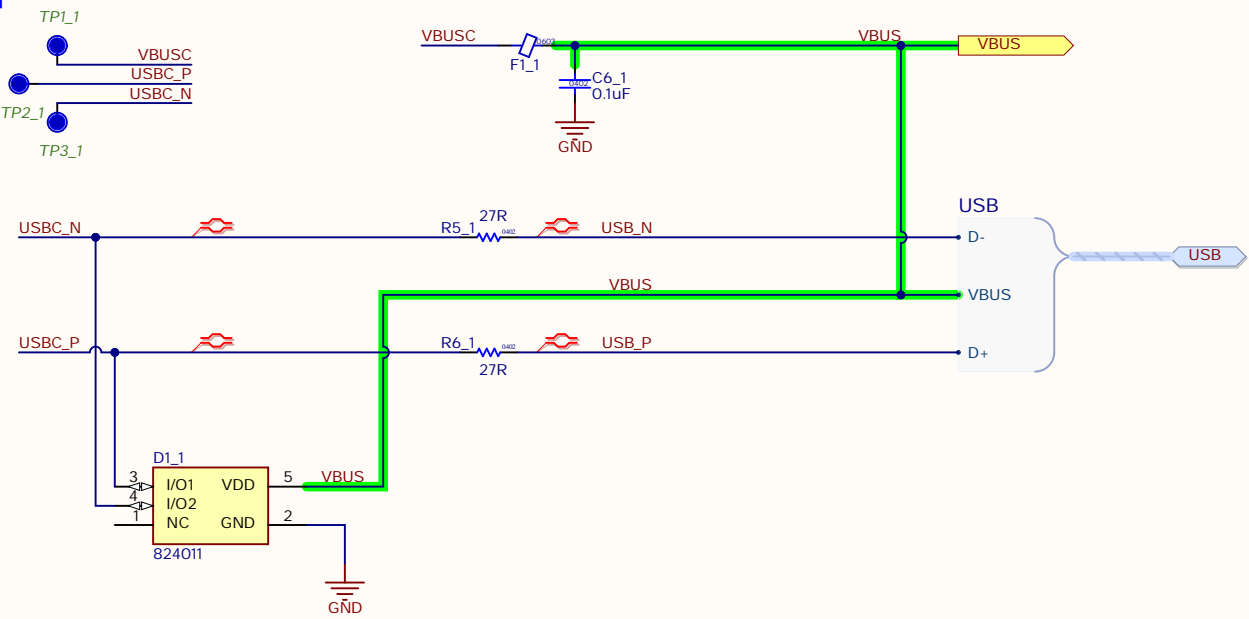 TP1_1
VBUSC
USBC_P
USBC_N
TP2_1
TP3_1
VBUSC
0603
F1_1
VBUS
VBUS
C6_1
0402
0.1uF
GND
USBC_N
R5_1
27R
0402
USB_N
USB
D-
USB
VBUS
VBUS
USBC_P
R6_1
0402
27R
USB_P
D+
D1_1
3
I/O1
VDD
5
VBUS
4
I/O2
1
NC
GND
2
824011
GND